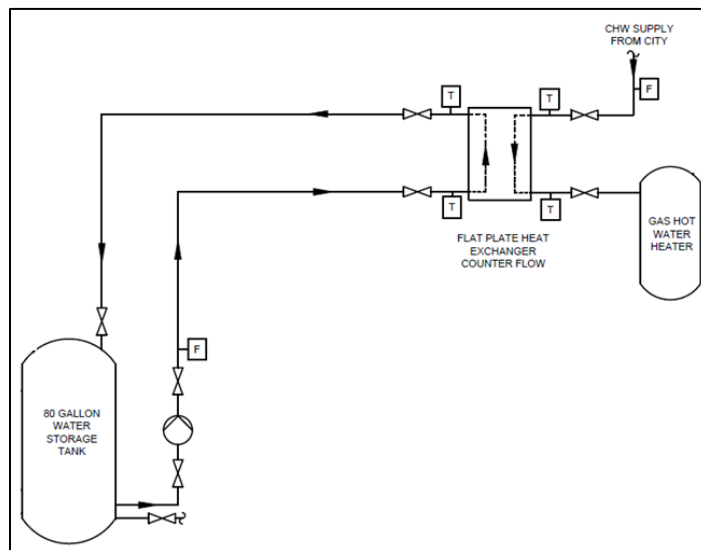 CHW SUPPLY
FROM CITY
F
T
T
T
T
FLAT PLATE HEAT
EXCHANGER
COUNTER FLOW
GAS HOT
WATER
HEATER
F
80 GALLON
WATER
STORAGE
TANK